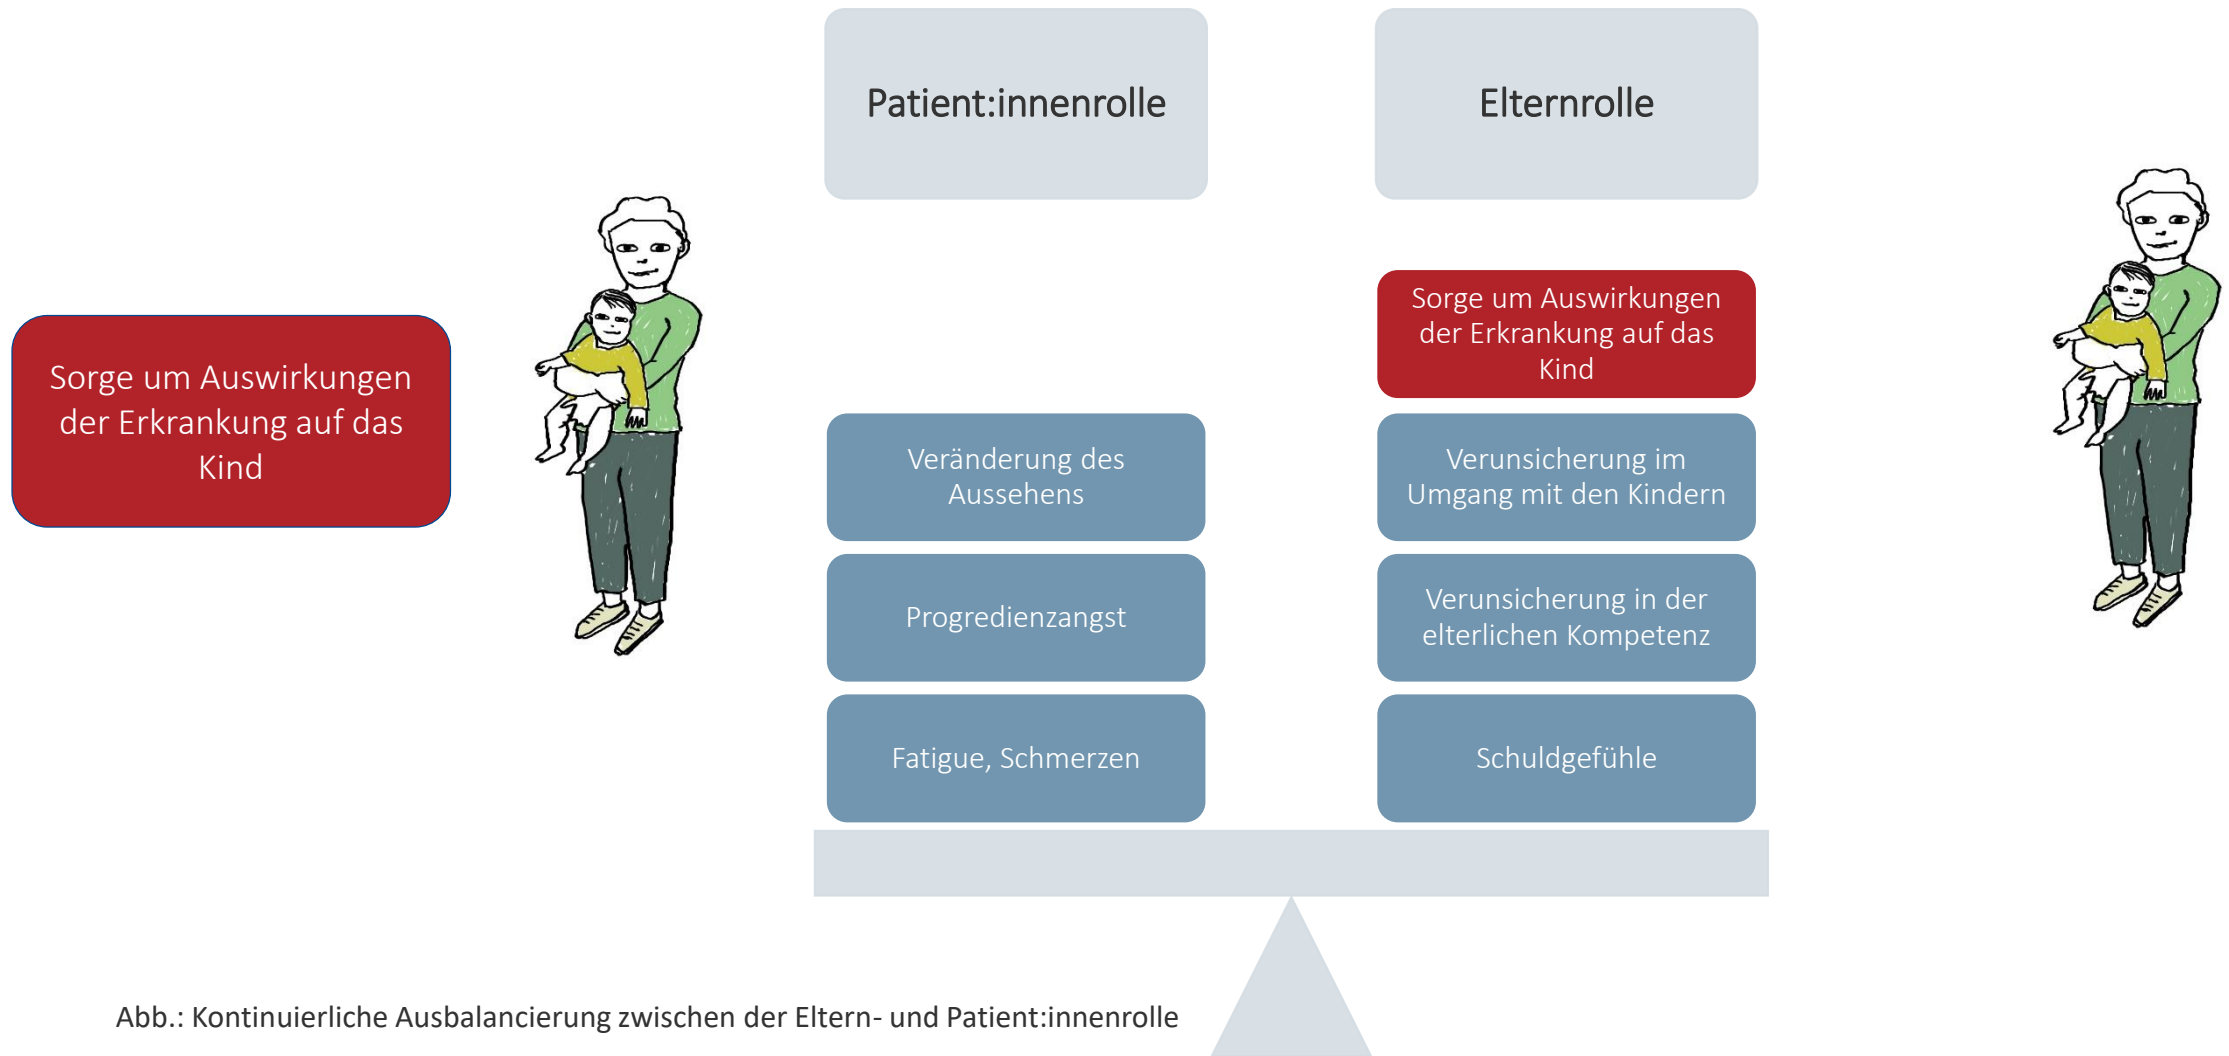 Patient:innenrolle
Elternrolle
Sorge um Auswirkungen
der Erkrankung auf das
Kind
Sorge um Auswirkungen
der Erkrankung auf das
Kind
Veränderung des
Aussehens
Verunsicherung im
Umgang mit den Kindern
Progredienzangst
Verunsicherung in der
elterlichen Kompetenz
Fatigue, Schmerzen
Schuldgefühle
Abb.: Kontinuierliche Ausbalancierung zwischen der Eltern- und Patient:innenrolle